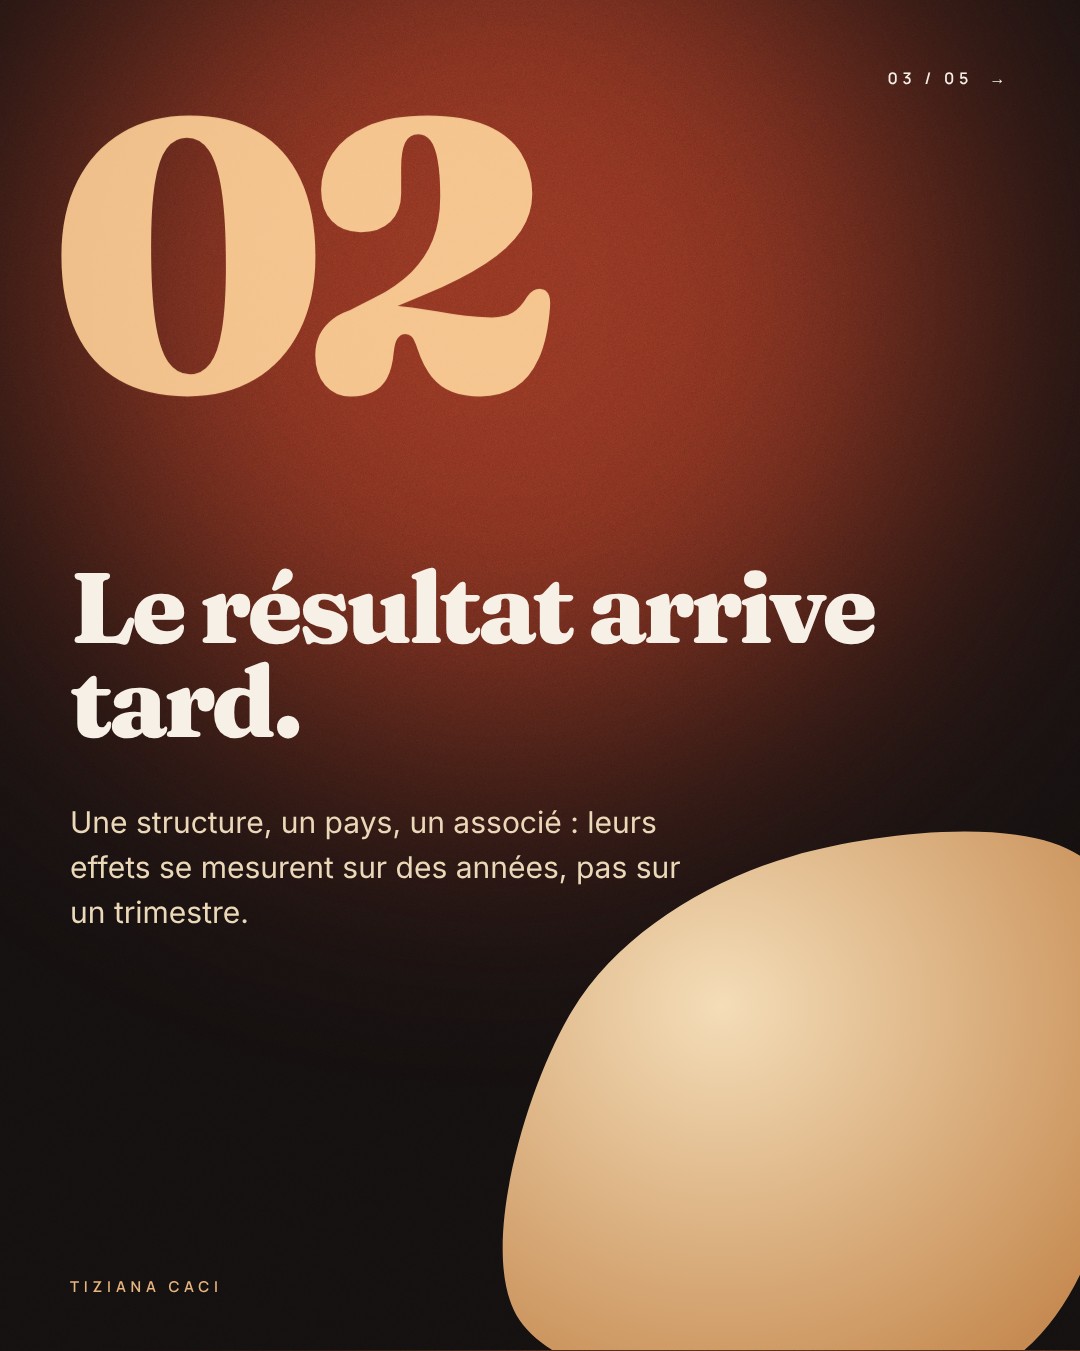 03 / 05 →
02
Le résultat arrive
tard.
Une structure, un pays, un associé : leurs
effets se mesurent sur des années, pas sur
un trimestre.
TIZIANA CACI